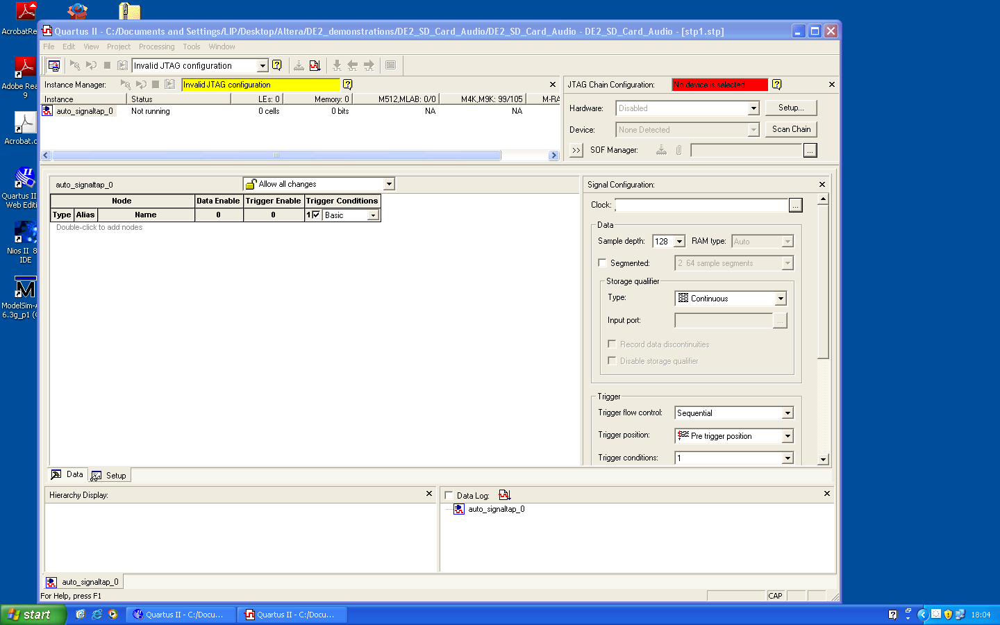 AcrobatRe
Quartus II - C:/Documents and Settings/LIP/Desktop/Altera/DE2_demonstrations/DE2_SD_Card_Audio/DE2_SD_Card_Audio - DE2_SD_Card_Audio - [stp1.stp]
File Edit View Project Processing Tools Window
Invalid JTAG configuration
Instance Manager: Invalid JTAG configuration
Instance Status LEs: 0 Memory: 0 M512,MLAB: 0/0 M4K,M9K: 99/105 M-RA
auto_signaltap_0 Not running 0 cells 0 bits NA NA
JTAG Chain Configuration: No device is selected
Hardware: Disabled Setup...
Device: None Detected Scan Chain
>> SOF Manager: ...
Adobe Rea
9
Acrobat.c
Quartus II
Web Editi
Nios II 8
IDE
ModelSim-A
6.3g_p1 (
auto_signaltap_0 Allow all changes
Node Data Enable Trigger Enable Trigger Conditions
Type Alias Name 0 0 1 Basic
Double-click to add nodes
Signal Configuration:
Clock: ...
Data
Sample depth: 128 RAM type: Auto
Segmented: 2 64 sample segments
Storage qualifier
Type: Continuous
Input port: ...
Record data discontinuities
Disable storage qualifier
Trigger
Trigger flow control: Sequential
Trigger position: Pre trigger position
Trigger conditions: 1
Data Setup
Hierarchy Display:
Data Log:
auto_signaltap_0
auto_signaltap_0
For Help, press F1 CAP
start Quartus II - C:/Docu... Quartus II - C:/Docu... 18:04